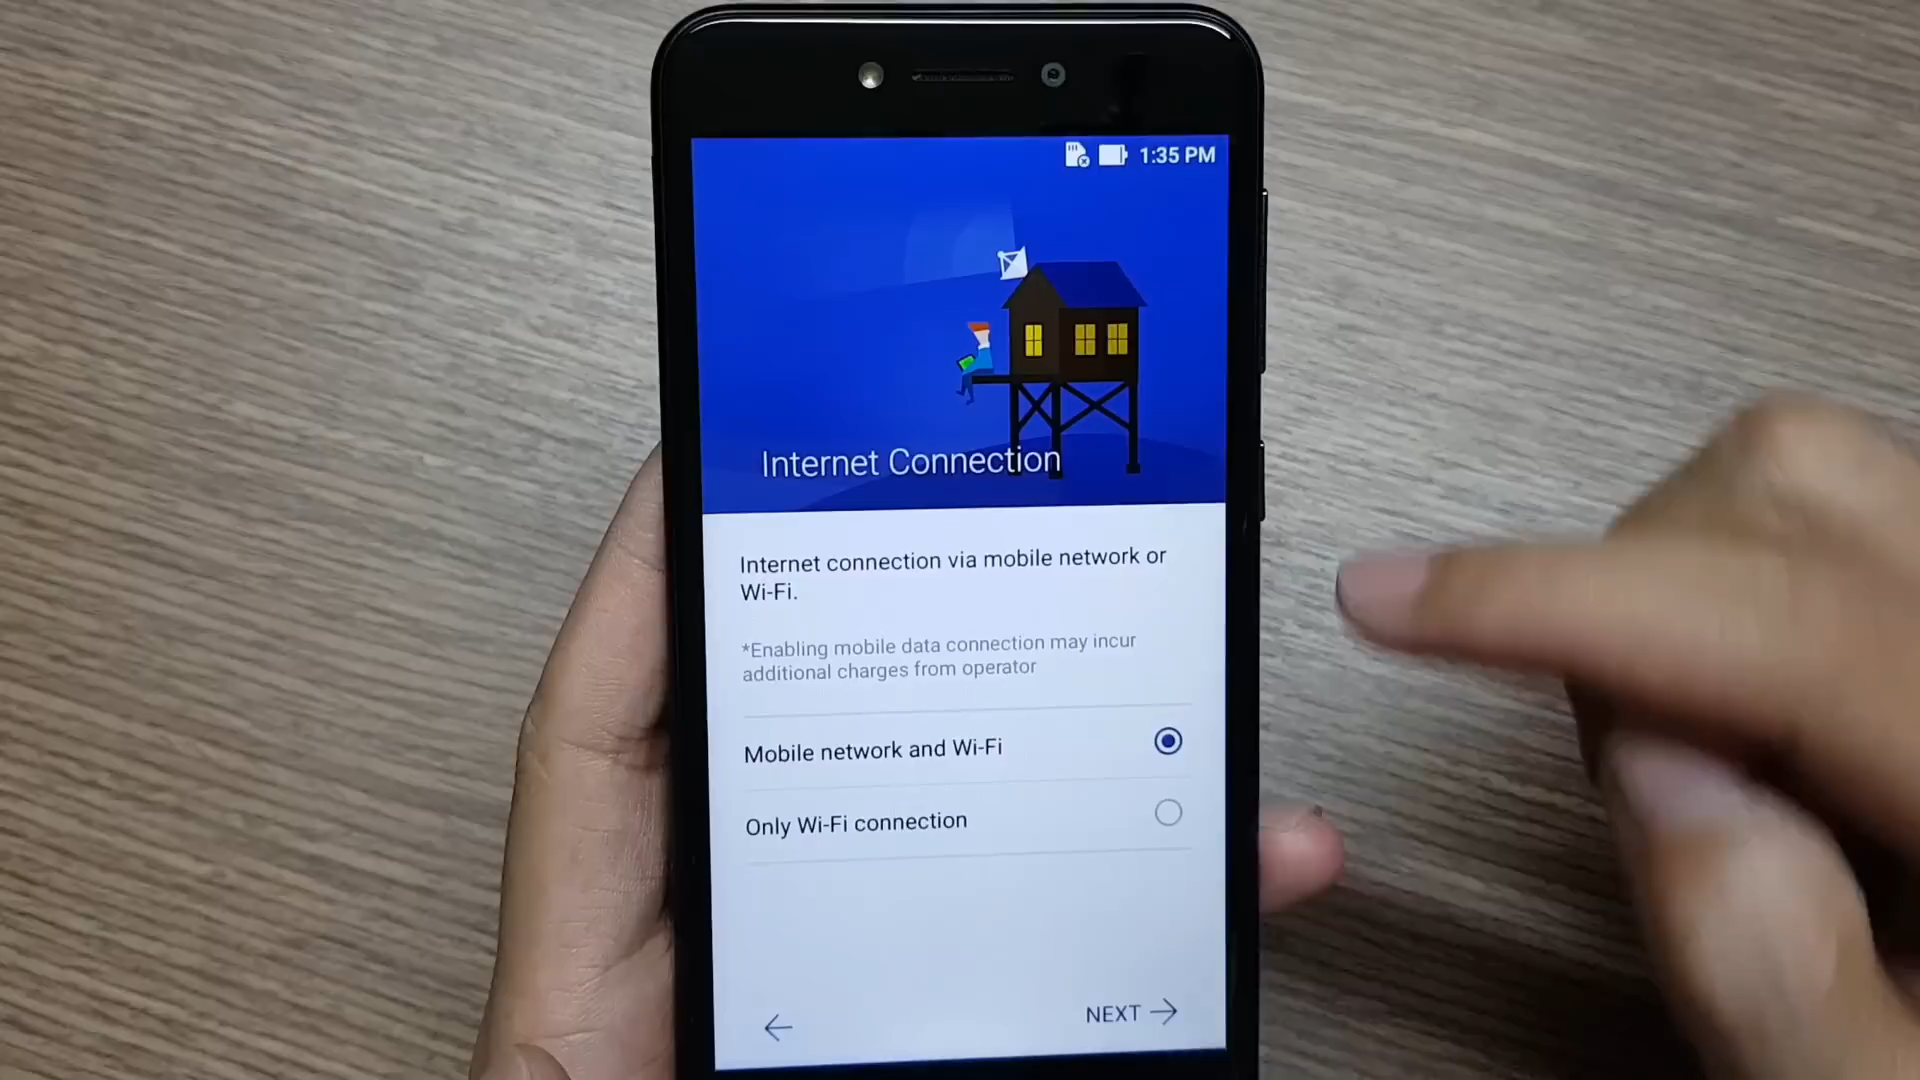 1:35 PM
Internet Connection
Internet connection via mobile network or
Wi-Fi.
*Enabling mobile data connection may incur
additional charges from operator
Mobile network and Wi-Fi
Only Wi-Fi connection
NEXT